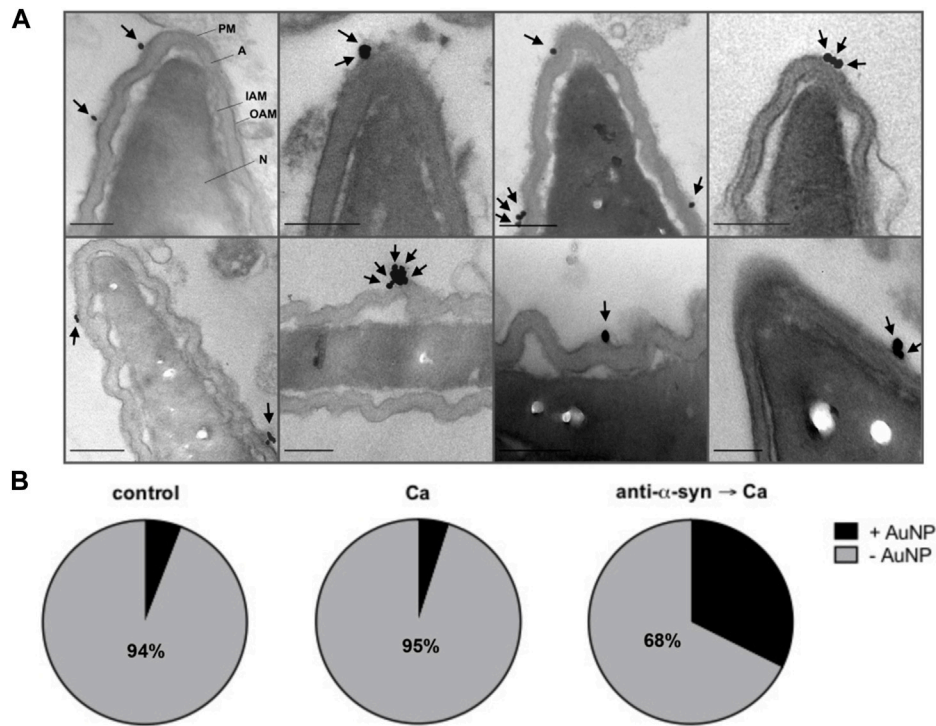 A
PM
A
IAM
OAM
N
B
control
Ca
anti-α-syn → Ca
+ AuNP
- AuNP
94%
95%
68%